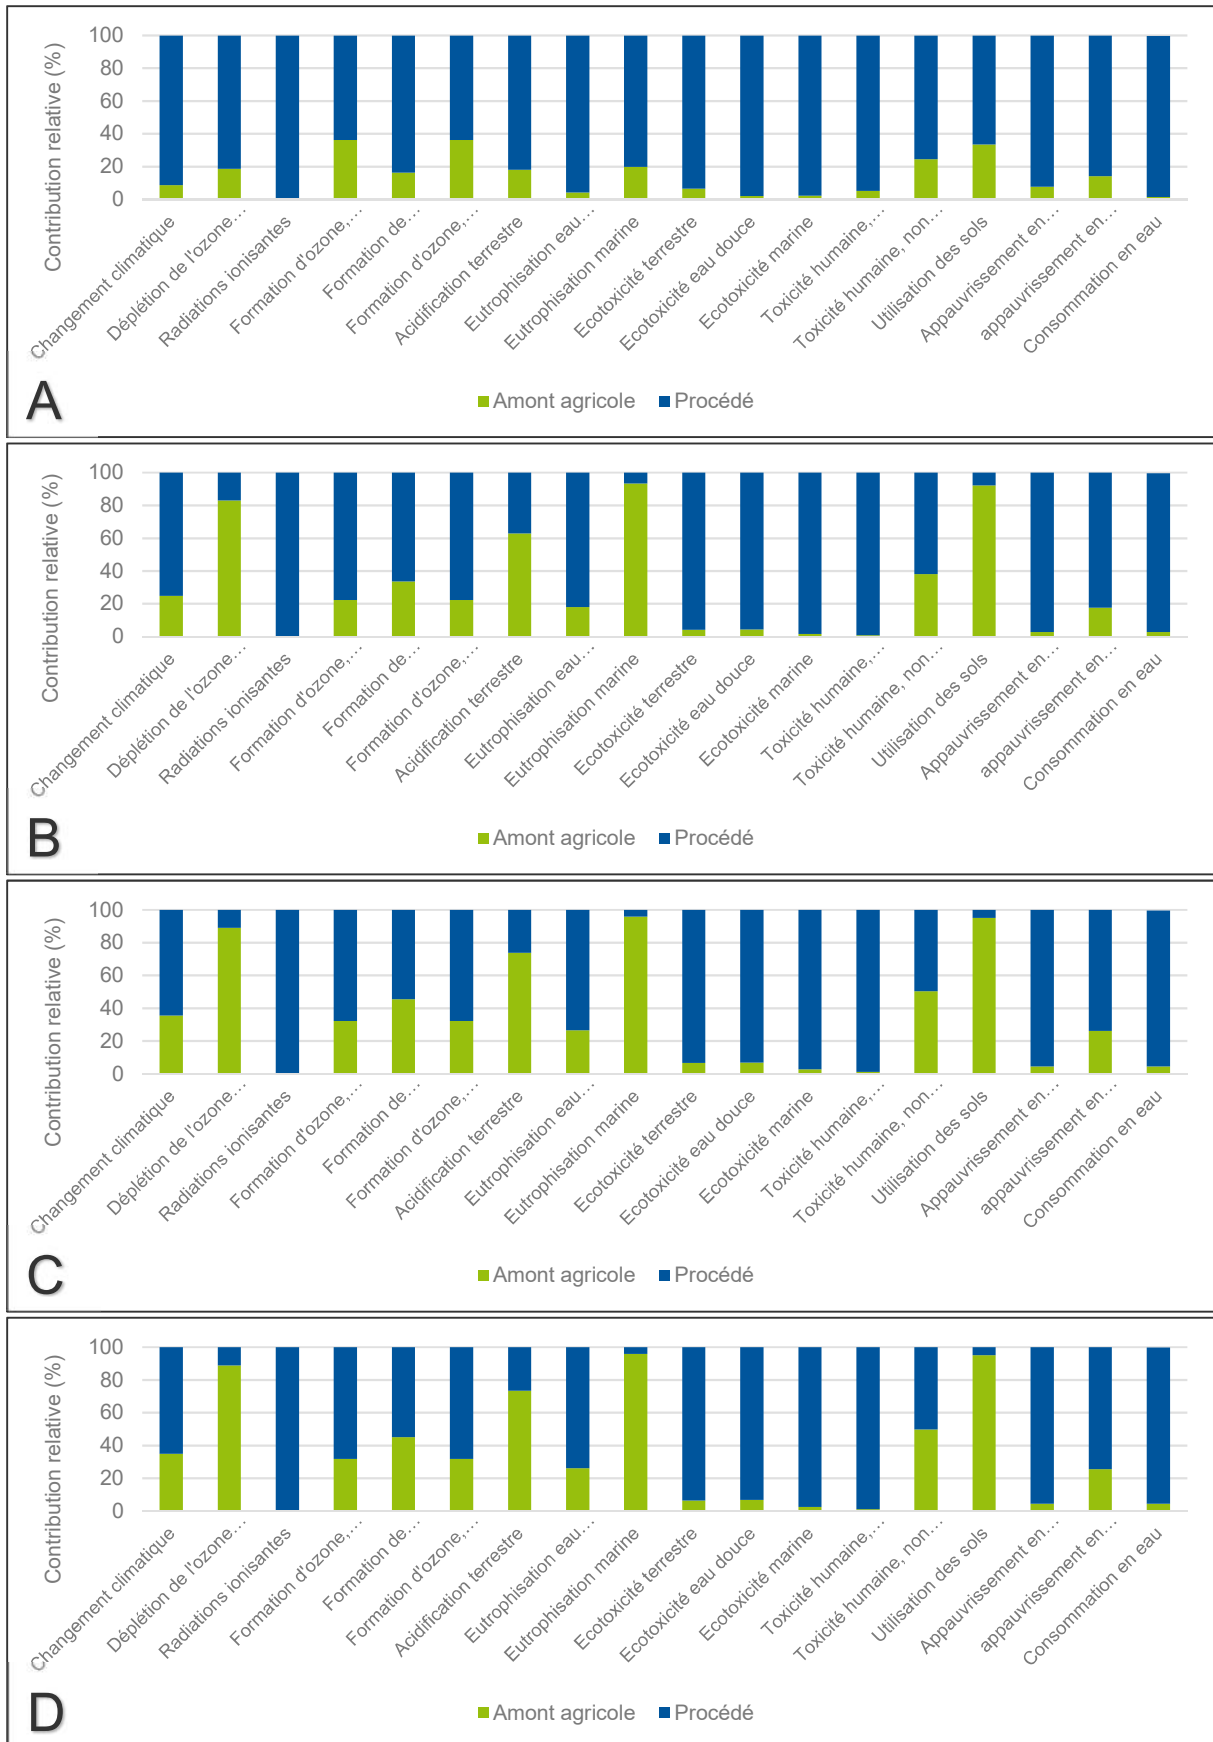 Contribution relative (%)
100
80
60
40
20
0
Changement climatique
Déplétion de l'ozone…
Radiations ionisantes
Formation d'ozone,…
Formation de…
Formation d'ozone,…
Acidification terrestre
Eutrophisation eau…
Eutrophisation marine
Ecotoxicité terrestre
Ecotoxicité eau douce
Ecotoxicité marine
Toxicité humaine,…
Toxicité humaine, non…
Utilisation des sols
Appauvrissement en…
appauvrissement en…
Consommation en eau
Amont agricole Procédé
A
Contribution relative (%)
100
80
60
40
20
0
Changement climatique
Déplétion de l'ozone…
Radiations ionisantes
Formation d'ozone,…
Formation de…
Formation d'ozone,…
Acidification terrestre
Eutrophisation eau…
Eutrophisation marine
Ecotoxicité terrestre
Ecotoxicité eau douce
Ecotoxicité marine
Toxicité humaine,…
Toxicité humaine, non…
Utilisation des sols
Appauvrissement en…
appauvrissement en…
Consommation en eau
Amont agricole Procédé
B
Contribution relative (%)
100
80
60
40
20
0
Changement climatique
Déplétion de l'ozone…
Radiations ionisantes
Formation d'ozone,…
Formation de…
Formation d'ozone,…
Acidification terrestre
Eutrophisation eau…
Eutrophisation marine
Ecotoxicité terrestre
Ecotoxicité eau douce
Ecotoxicité marine
Toxicité humaine,…
Toxicité humaine, non…
Utilisation des sols
Appauvrissement en…
appauvrissement en…
Consommation en eau
Amont agricole Procédé
C
Contribution relative (%)
100
80
60
40
20
0
Changement climatique
Déplétion de l'ozone…
Radiations ionisantes
Formation d'ozone,…
Formation de…
Formation d'ozone,…
Acidification terrestre
Eutrophisation eau…
Eutrophisation marine
Ecotoxicité terrestre
Ecotoxicité eau douce
Ecotoxicité marine
Toxicité humaine,…
Toxicité humaine, non…
Utilisation des sols
Appauvrissement en…
appauvrissement en…
Consommation en eau
Amont agricole Procédé
D